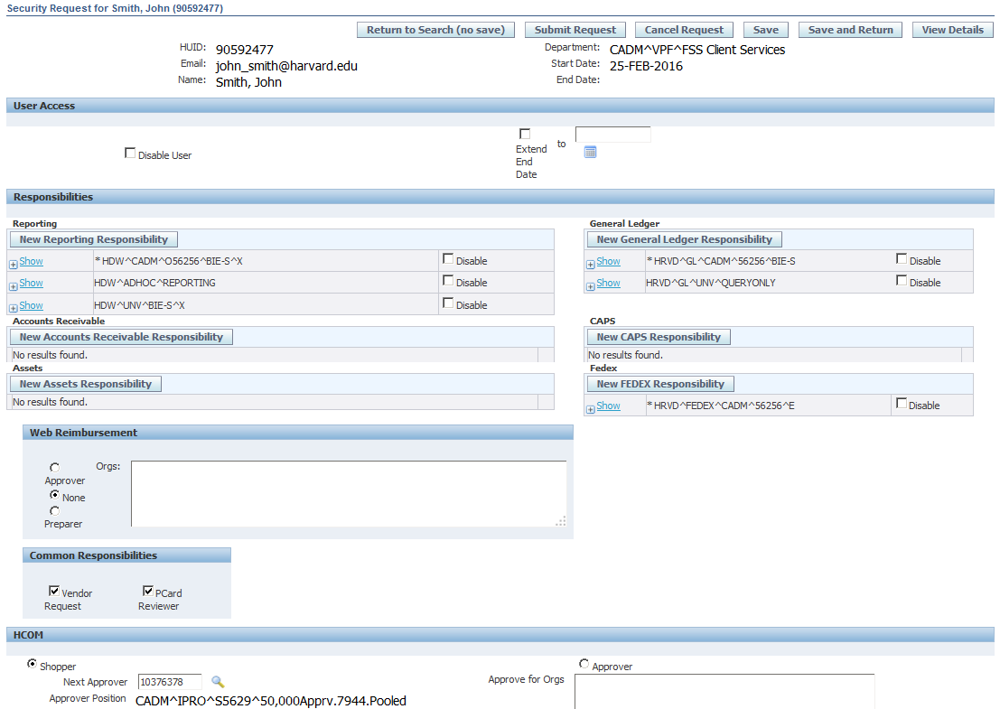 Security Request for Smith, John (90592477)
Return to Search (no save) Submit Request Cancel Request Save Save and Return View Details
HUID: 90592477 Department: CADM^VPF^FSS Client Services
Email: john_smith@harvard.edu Start Date: 25-FEB-2016
Name: Smith, John End Date:
User Access
Disable User Extend End Date to
Responsibilities
Reporting General Ledger
New Reporting Responsibility New General Ledger Responsibility
Show * HDW^CADM^O56256^BIE-S^X Disable Show * HRVD^GL^CADM^56256^BIE-S Disable
Show HDW^ADHOC^REPORTING Disable Show HRVD^GL^UNV^QUERYONLY Disable
Show HDW^UNV^BIE-S^X Disable
Accounts Receivable CAPS
New Accounts Receivable Responsibility New CAPS Responsibility
No results found. No results found.
Assets Fedex
New Assets Responsibility New FEDEX Responsibility
No results found. Show * HRVD^FEDEX^CADM^56256^E Disable
Web Reimbursement
Approver Orgs:
None
Preparer
Common Responsibilities
Vendor Request PCard Reviewer
HCOM
Shopper Approver
Next Approver 10376378 Approve for Orgs
Approver Position CADM^IPRO^S5629^50,000Apprv.7944.Pooled